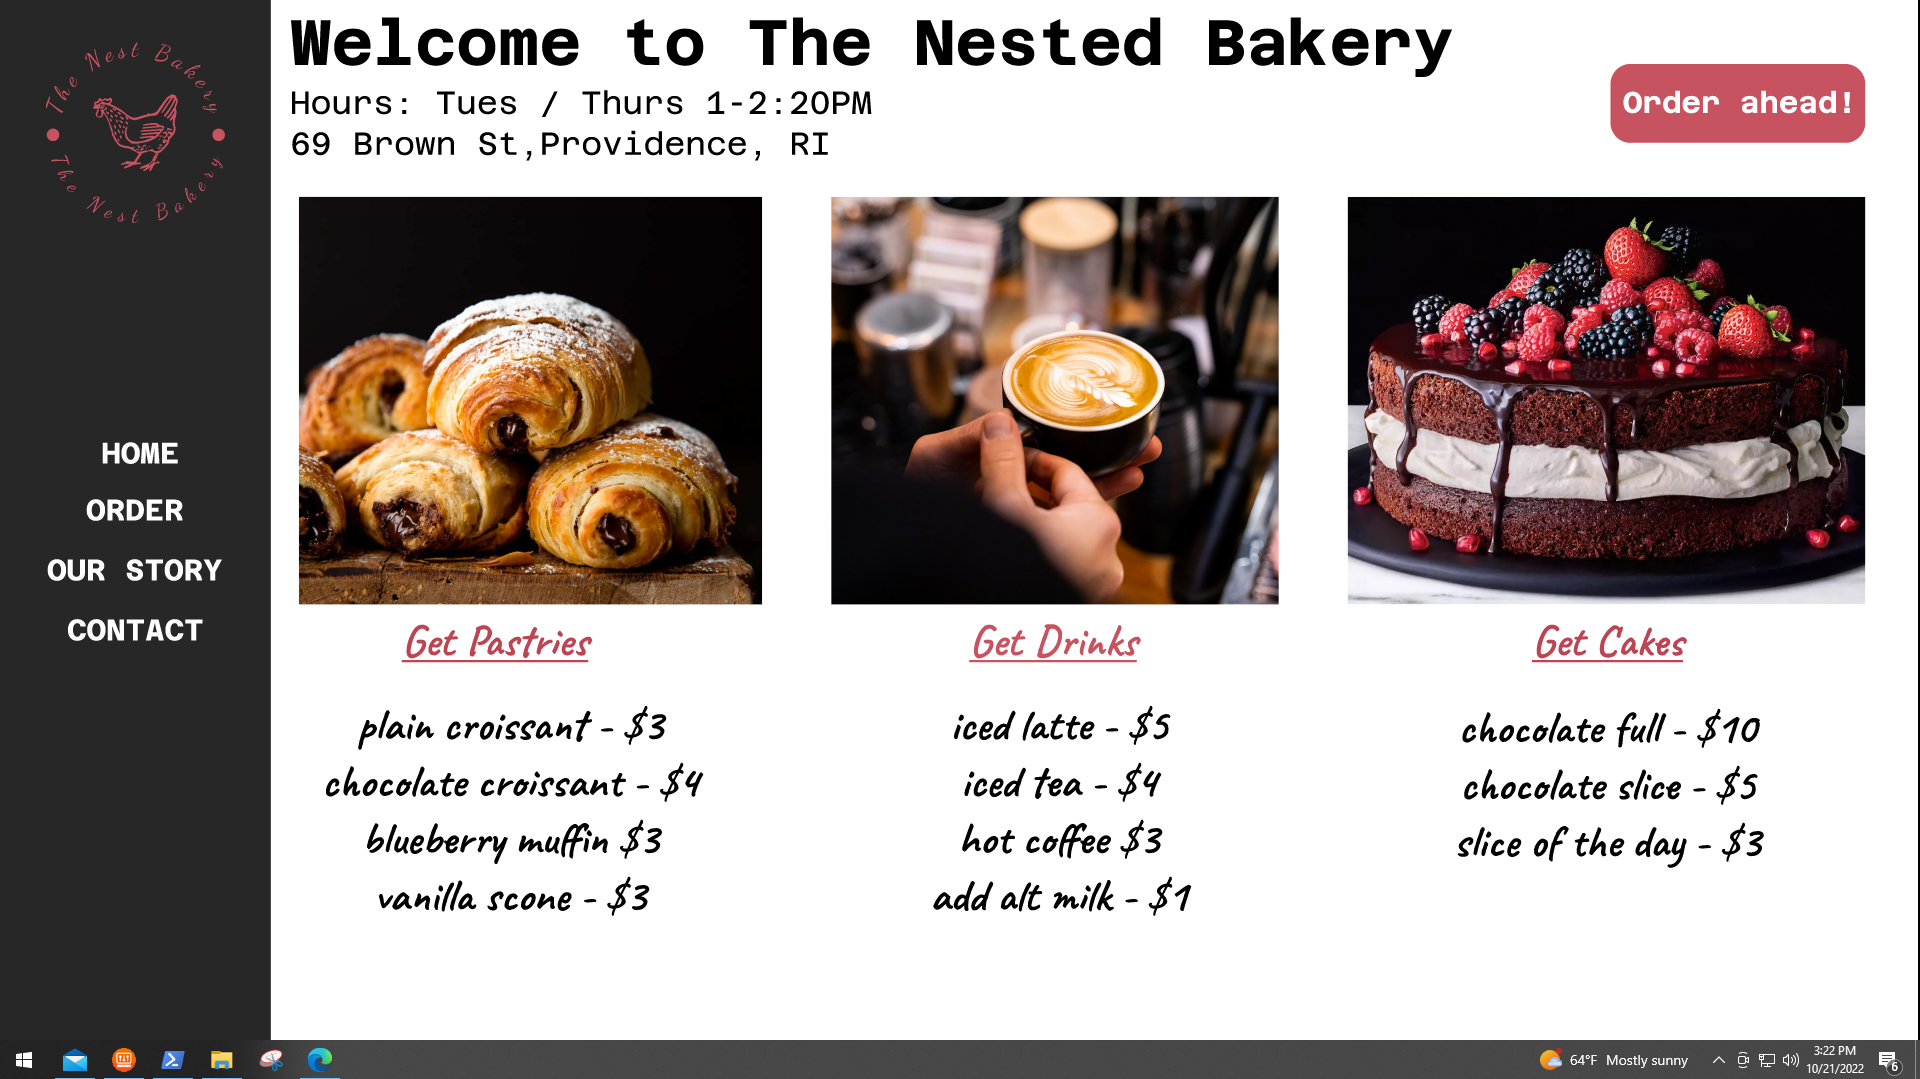 The Nest Bakery
The Nest Bakery
HOME
ORDER
OUR STORY
CONTACT
Welcome to The Nested Bakery
Hours: Tues / Thurs 1-2:20PM
69 Brown St,Providence, RI
Order ahead!
Get Pastries
plain croissant - $3
chocolate croissant - $4
blueberry muffin $3
vanilla scone - $3
Get Drinks
iced latte - $5
iced tea - $4
hot coffee $3
add alt milk - $1
Get Cakes
chocolate full - $10
chocolate slice - $5
slice of the day - $3
64°F Mostly sunny
3:22 PM
10/21/2022
6